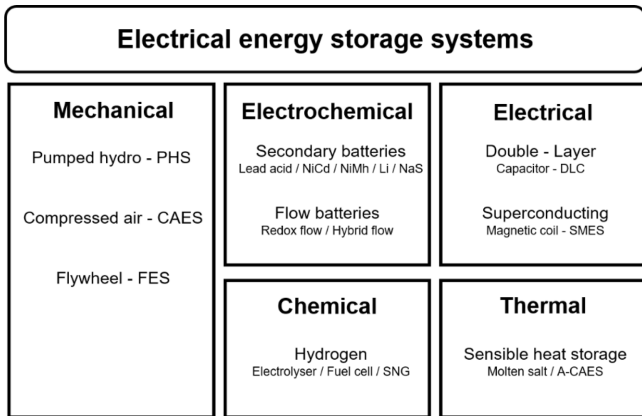 Electrical energy storage systems
Mechanical
Pumped hydro - PHS
Compressed air - CAES
Flywheel - FES
Electrochemical
Secondary batteries
Lead acid / NiCd / NiMh / Li / NaS
Flow batteries
Redox flow / Hybrid flow
Electrical
Double - Layer
Capacitor - DLC
Superconducting
Magnetic coil - SMES
Chemical
Hydrogen
Electrolyser / Fuel cell / SNG
Thermal
Sensible heat storage
Molten salt / A-CAES